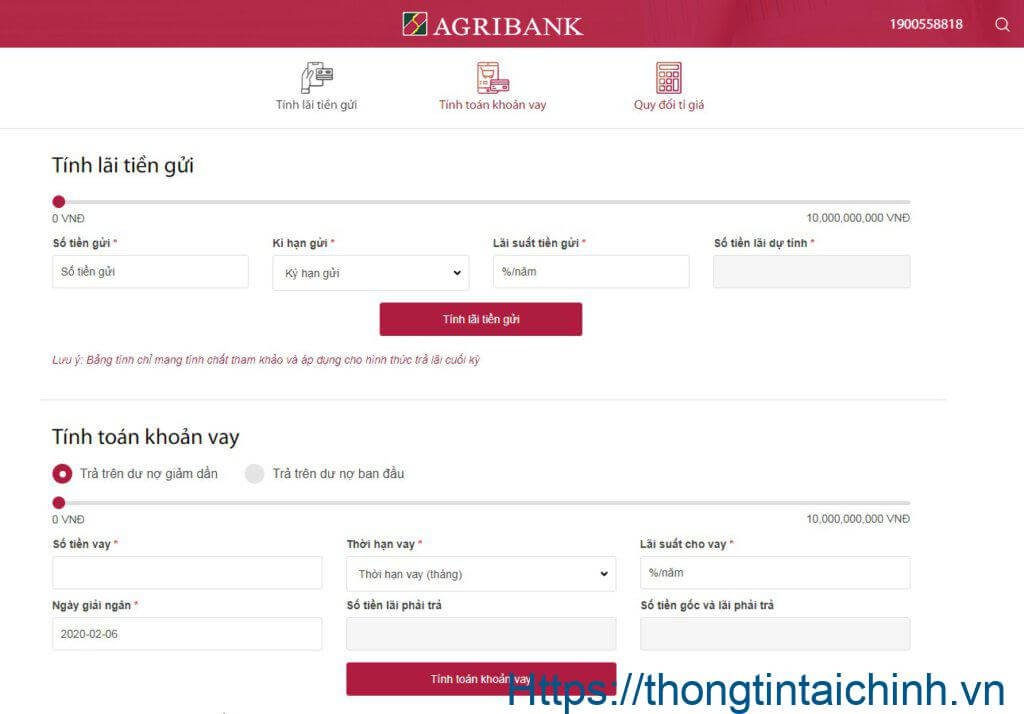 AGRIBANK
1900558818
Tính lãi tiền gửi
Tính toán khoản vay
Quy đổi tỉ giá
Tính lãi tiền gửi
0 VNĐ
10,000,000,000 VNĐ
Số tiền gửi *
Kì hạn gửi *
Lãi suất tiền gửi *
Số tiền lãi dự tính *
Số tiền gửi
Kỳ hạn gửi
%/năm
Tính lãi tiền gửi
Lưu ý: Bảng tính chỉ mang tính chất tham khảo và áp dụng cho hình thức trả lãi cuối kỳ
Tính toán khoản vay
Trả trên dư nợ giảm dần
Trả trên dư nợ ban đầu
0 VNĐ
10,000,000,000 VNĐ
Số tiền vay *
Thời hạn vay *
Lãi suất cho vay *
Thời hạn vay (tháng)
%/năm
Ngày giải ngân *
Số tiền lãi phải trả
Số tiền gốc và lãi phải trả
2020-02-06
Tính toán khoản vay
Https://thongtintaichinh.vn